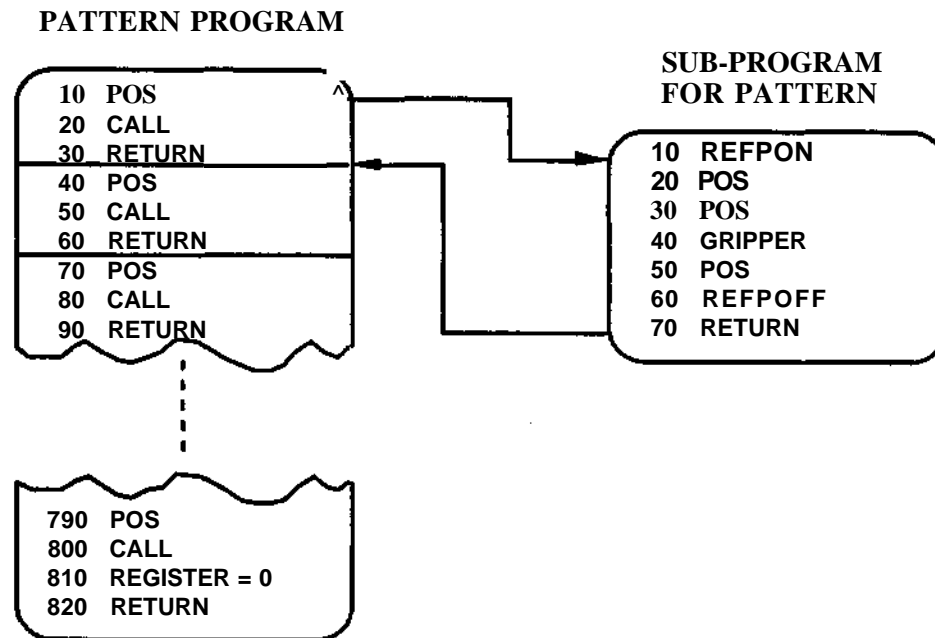 PATTERN PROGRAM
10 POS
20 CALL
30 RETURN
40 POS
50 CALL
60 RETURN
70 POS
80 CALL
90 RETURN
790 POS
800 CALL
810 REGISTER = 0
820 RETURN
SUB-PROGRAM
FOR PATTERN
10 REFPON
20 POS
30 POS
40 GRIPPER
50 POS
60 REFPOFF
70 RETURN